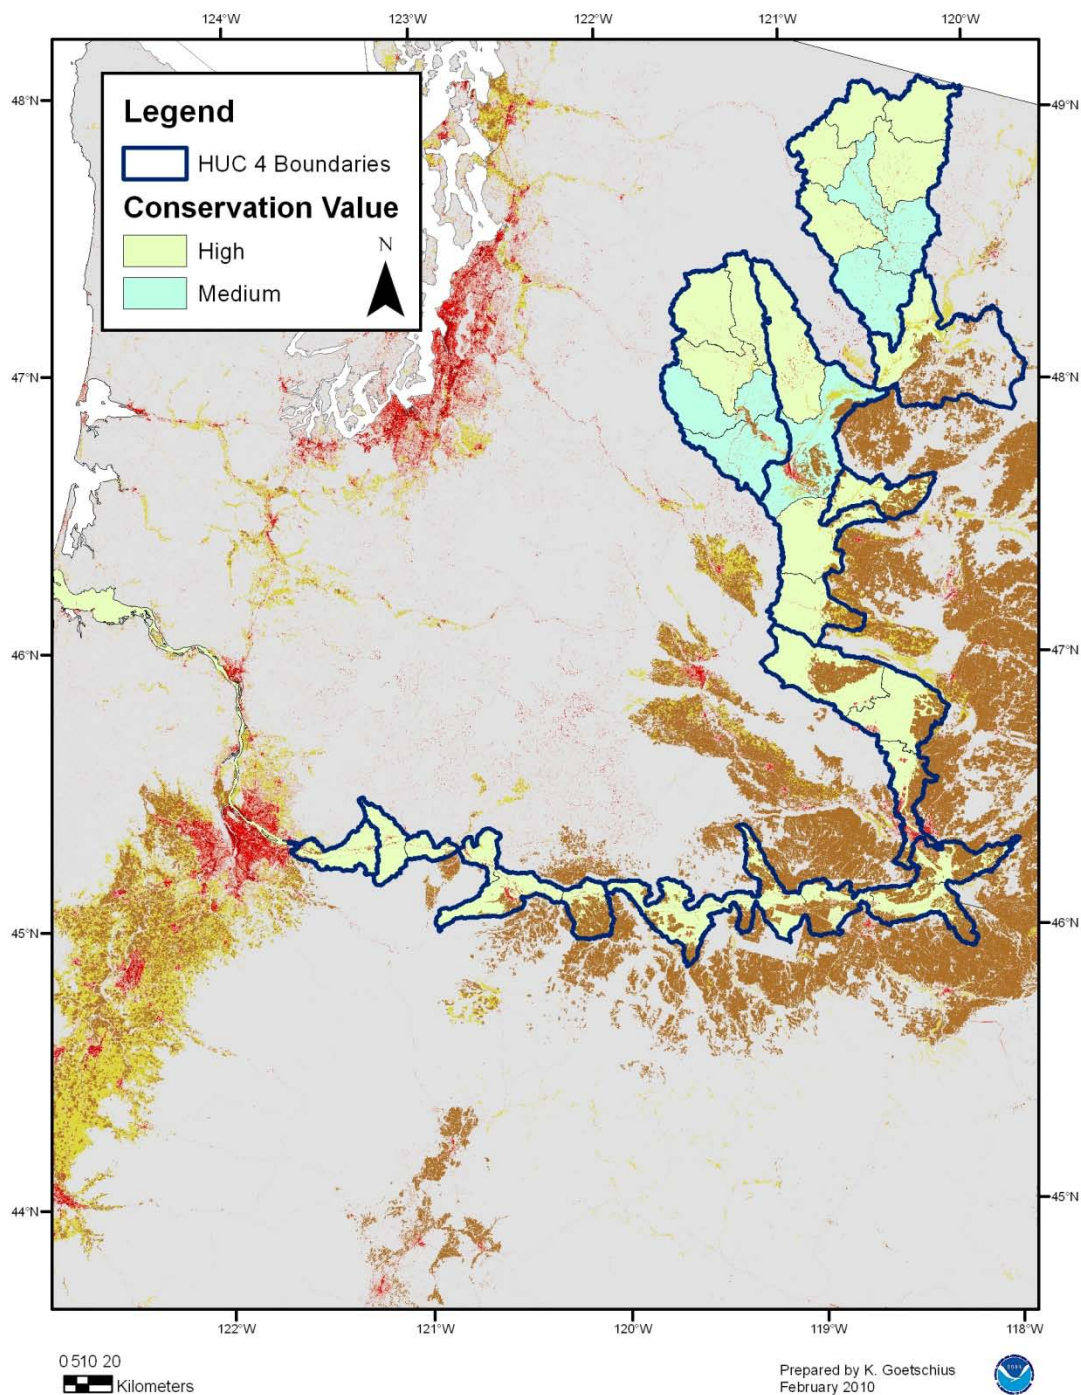 124°W 123°W 122°W 121°W 120°W
48°N 49°N
Legend
HUC 4 Boundaries
Conservation Value
High
Medium
N
47°N 48°N
46°N 47°N
45°N 46°N
44°N 45°N
122°W 121°W 120°W 119°W 118°W
0 5 10 20
Kilometers
Prepared by K. Goetschius
February 2010